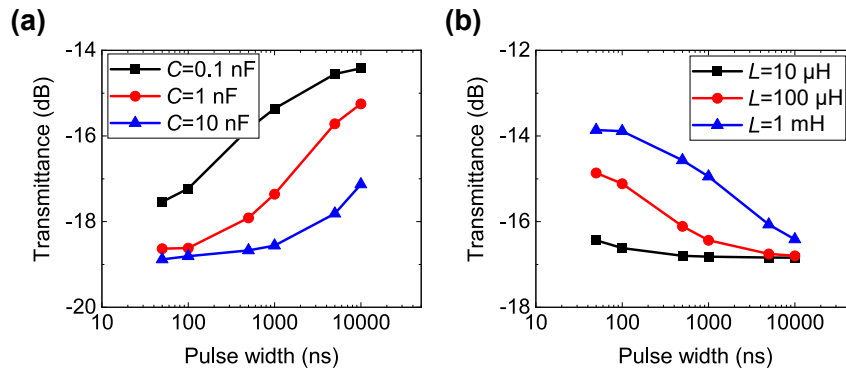 (a)
-14
-16
-18
-20
Transmittance (dB)
C=0.1 nF
C=1 nF
C=10 nF
10 100 1000 10000
Pulse width (ns)
(b)
-12
-14
-16
-18
Transmittance (dB)
L=10 µH
L=100 µH
L=1 mH
10 100 1000 10000
Pulse width (ns)